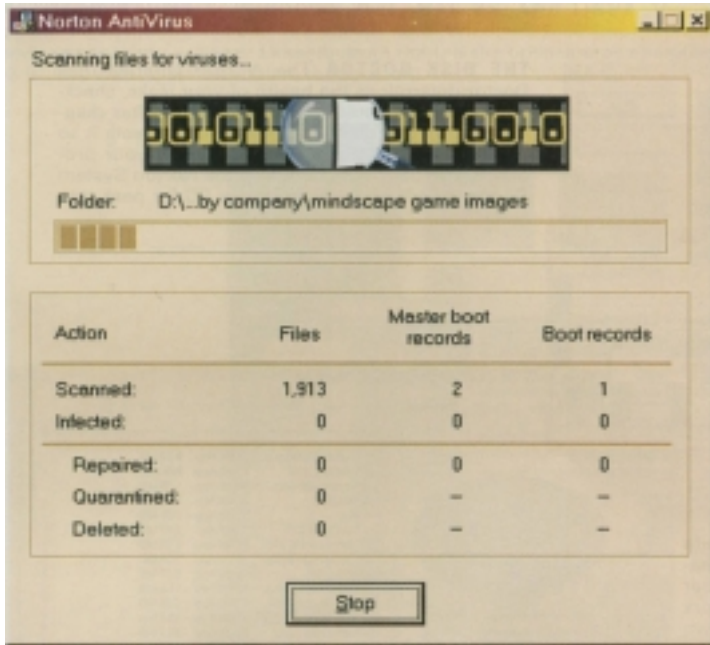 Norton AntiVirus
Scanning files for viruses...
Folder: D:\...by company\mindscape game images
Action Files Master boot records Boot records
Scanned: 1,913 2 1
Infected: 0 0 0
Repaired: 0 0 0
Quarantined: 0 – –
Deleted: 0 – –
Stop